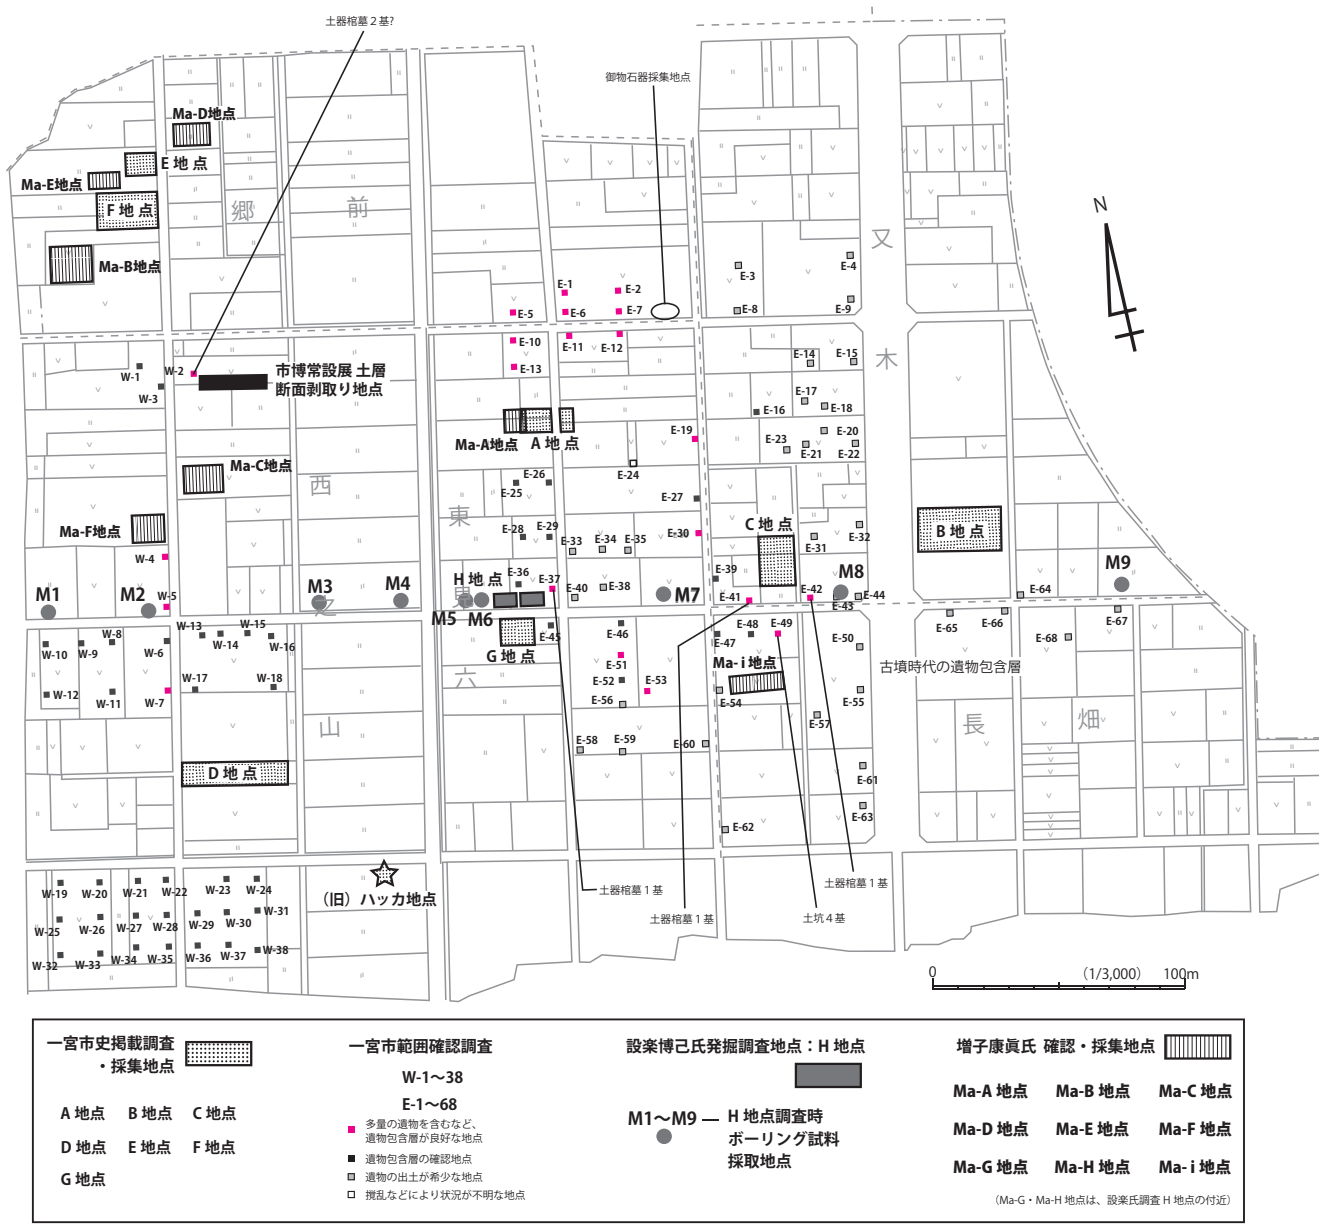 土器棺墓2基?
御物石器採集地点
Ma-D地点
E 地 点
Ma-E地点
F 地 点
Ma-B地点
郷
前
又
木
N
E-3
E-4
E-8
E-9
E-1
E-2
E-5
E-6
E-7
E-10
E-11
E-12
E-13
E-14
E-15
W-1
W-2
W-3
市博常設展 土層
断面剥取り地点
E-16
E-17
E-18
E-19
E-20
E-21
E-22
E-23
E-24
Ma-A地点
A 地 点
Ma-C地点
西
東
E-25
E-26
E-27
E-28
E-29
E-30
Ma-F地点
C 地 点
B 地 点
E-31
E-32
E-33
E-34
E-35
W-4
W-5
M1
M2
M3
M4
M5
M6
M7
M8
M9
H 地 点
E-36
E-37
E-38
E-39
E-40
E-41
E-42
E-43
E-44
E-64
W-13
W-14
W-15
W-16
W-8
W-10
W-9
W-6
W-12
W-11
W-7
W-17
W-18
G 地 点
E-45
E-46
E-47
E-48
E-49
E-50
E-65
E-66
E-67
E-68
Ma- i 地点
古墳時代の遺物包含層
E-51
E-52
E-53
E-54
E-55
E-56
E-57
E-58
E-59
E-60
E-61
E-62
E-63
六
山
長
畑
D 地 点
(旧)ハッカ地点
土器棺墓1基
土器棺墓1基
土坑4基
土器棺墓1基
W-19
W-20
W-21
W-22
W-23
W-24
W-25
W-26
W-27
W-28
W-29
W-30
W-31
W-32
W-33
W-34
W-35
W-36
W-37
W-38
0 (1/3,000) 100m
一宮市史掲載調査
・採集地点
A 地点 B 地点 C 地点
D 地点 E 地点 F 地点
G 地点
一宮市範囲確認調査
W-1〜38
E-1〜68
多量の遺物を含むなど、
遺物包含層が良好な地点
遺物包含層の確認地点
遺物の出土が希少な地点
撹乱などにより状況が不明な地点
設楽博己氏発掘調査地点：H 地点
M1〜M9 — H 地点調査時
ボーリング試料
採取地点
増子康眞氏 確認・採集地点
Ma-A 地点 Ma-B 地点 Ma-C 地点
Ma-D 地点 Ma-E 地点 Ma-F 地点
Ma-G 地点 Ma-H 地点 Ma- i 地点
(Ma-G・Ma-H 地点は、設楽氏調査 H 地点の付近)